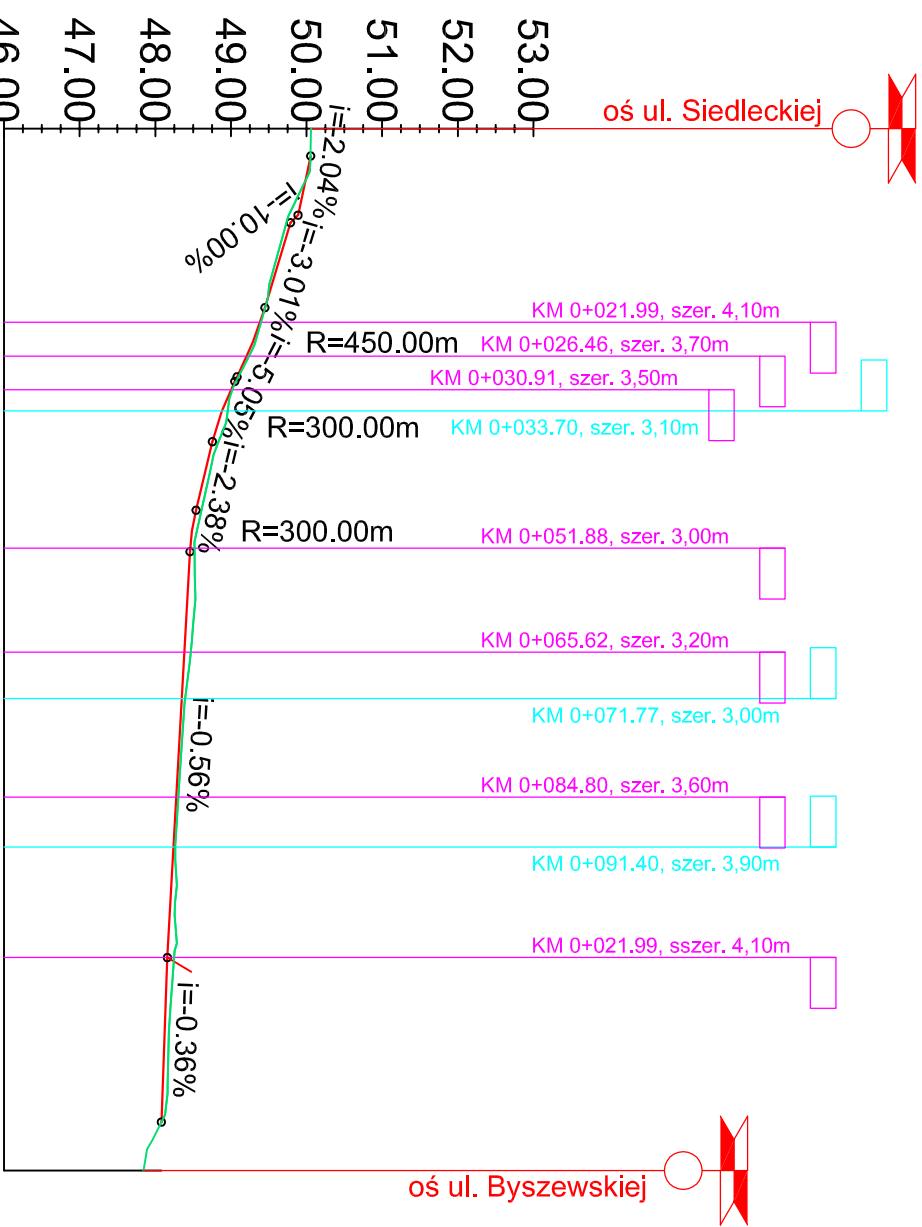 53.00
52.00
51.00
50.00
49.00
48.00
47.00
46.00
oś ul. Siedleckiej
i=-2.04%
i=-10.00%
i=-3.01%
i=-5.05%
i=-2.38%
i=-0.56%
i=-0.36%
R=450.00m
R=300.00m
R=300.00m
KM 0+021.99, szer. 4,10m
KM 0+026.46, szer. 3,70m
KM 0+030.91, szer. 3,50m
KM 0+033.70, szer. 3,10m
KM 0+051.88, szer. 3,00m
KM 0+065.62, szer. 3,20m
KM 0+071.77, szer. 3,00m
KM 0+084.80, szer. 3,60m
KM 0+091.40, szer. 3,90m
KM 0+021.99, sszer. 4,10m
oś ul. Byszewskiej